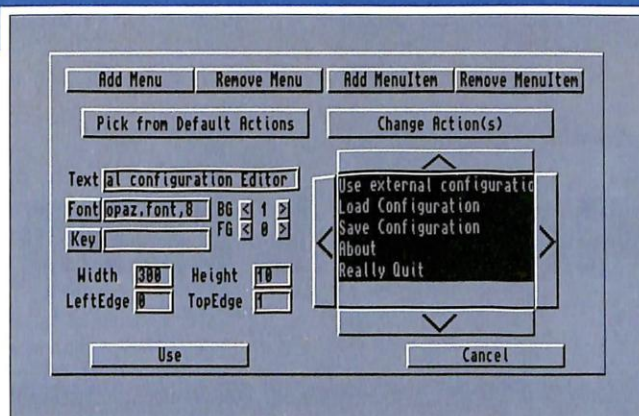 Add Menu Remove Menu Add MenuItem Remove MenuItem
Pick from Default Actions Change Action(s)
Text al configuration Editor
Font opaz.font,8 BG < 1 >
FG < 0 >
Key
Width 300 Height 10
LeftEdge 0 TopEdge 1
Use external configuratio
Load Configuration
Save Configuration
About
Really Quit
Use Cancel